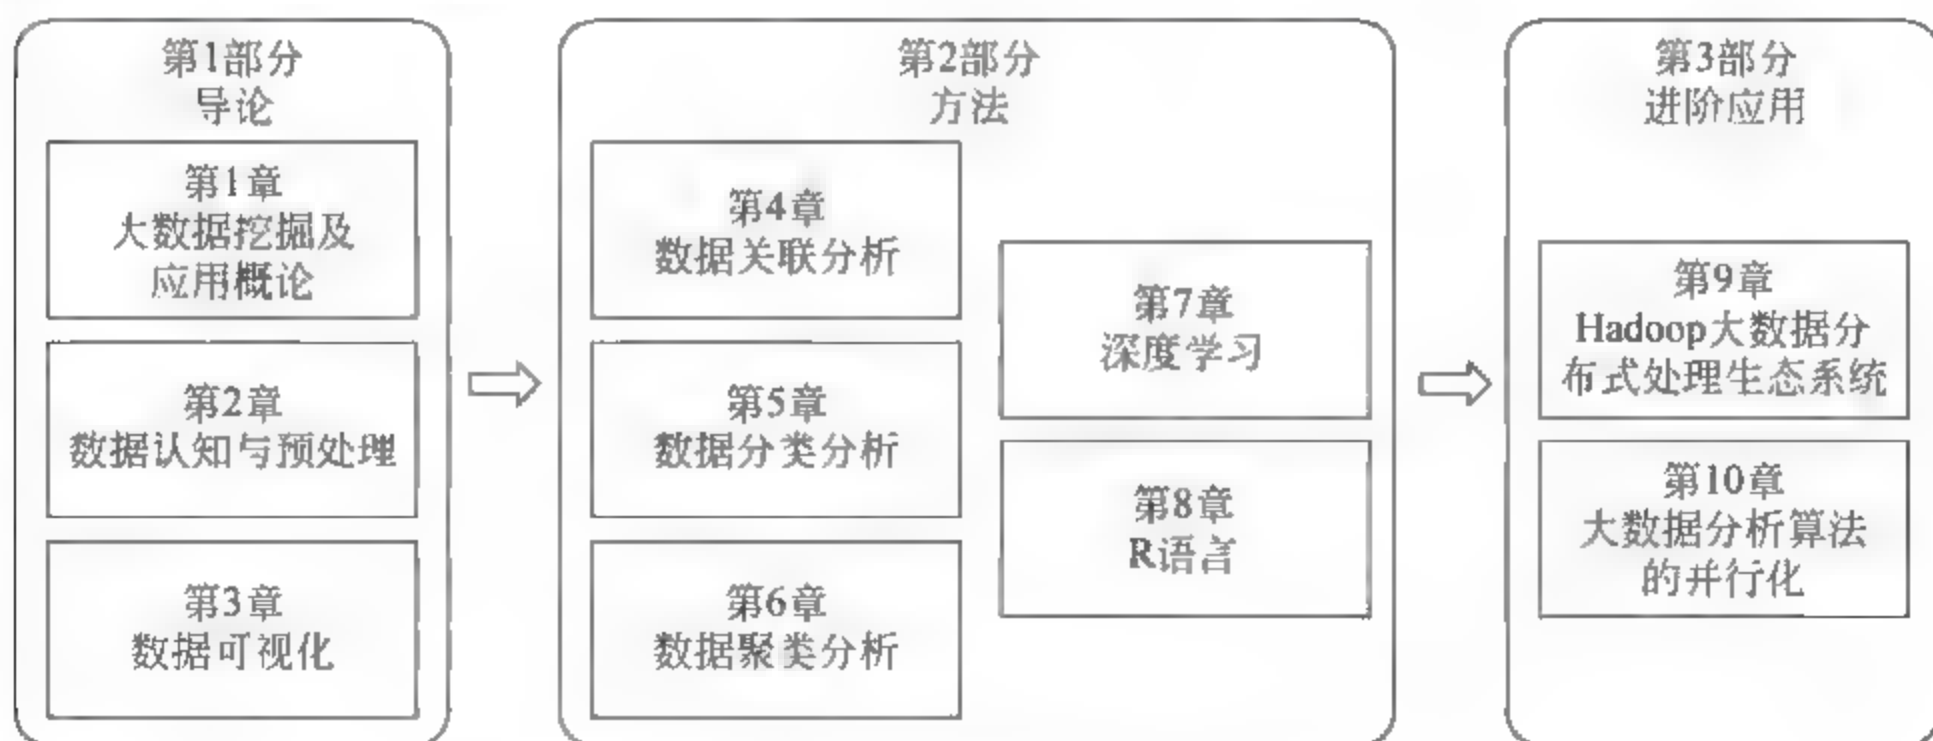 第1部分
导论
第1章
大数据挖掘及
应用概论
第2章
数据认知与预处理
第3章
数据可视化
第2部分
方法
第4章
数据关联分析
第5章
数据分类分析
第6章
数据聚类分析
第7章
深度学习
第8章
R语言
第3部分
进阶应用
第9章
Hadoop大数据分
布式处理生态系统
第10章
大数据分析算法
的并行化